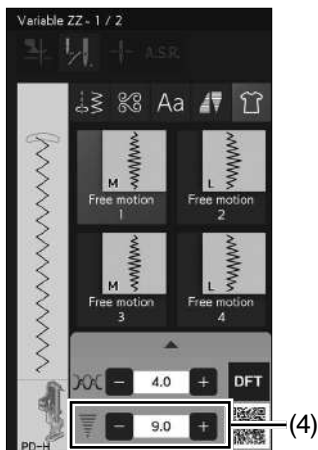 Variable ZZ - 1 / 2
A.S.R.
Aa
M
Free motion
1
L
Free motion
2
M
Free motion
3
L
Free motion
4
- 4.0 + DFT
- 9.0 +
(4)
PD-H